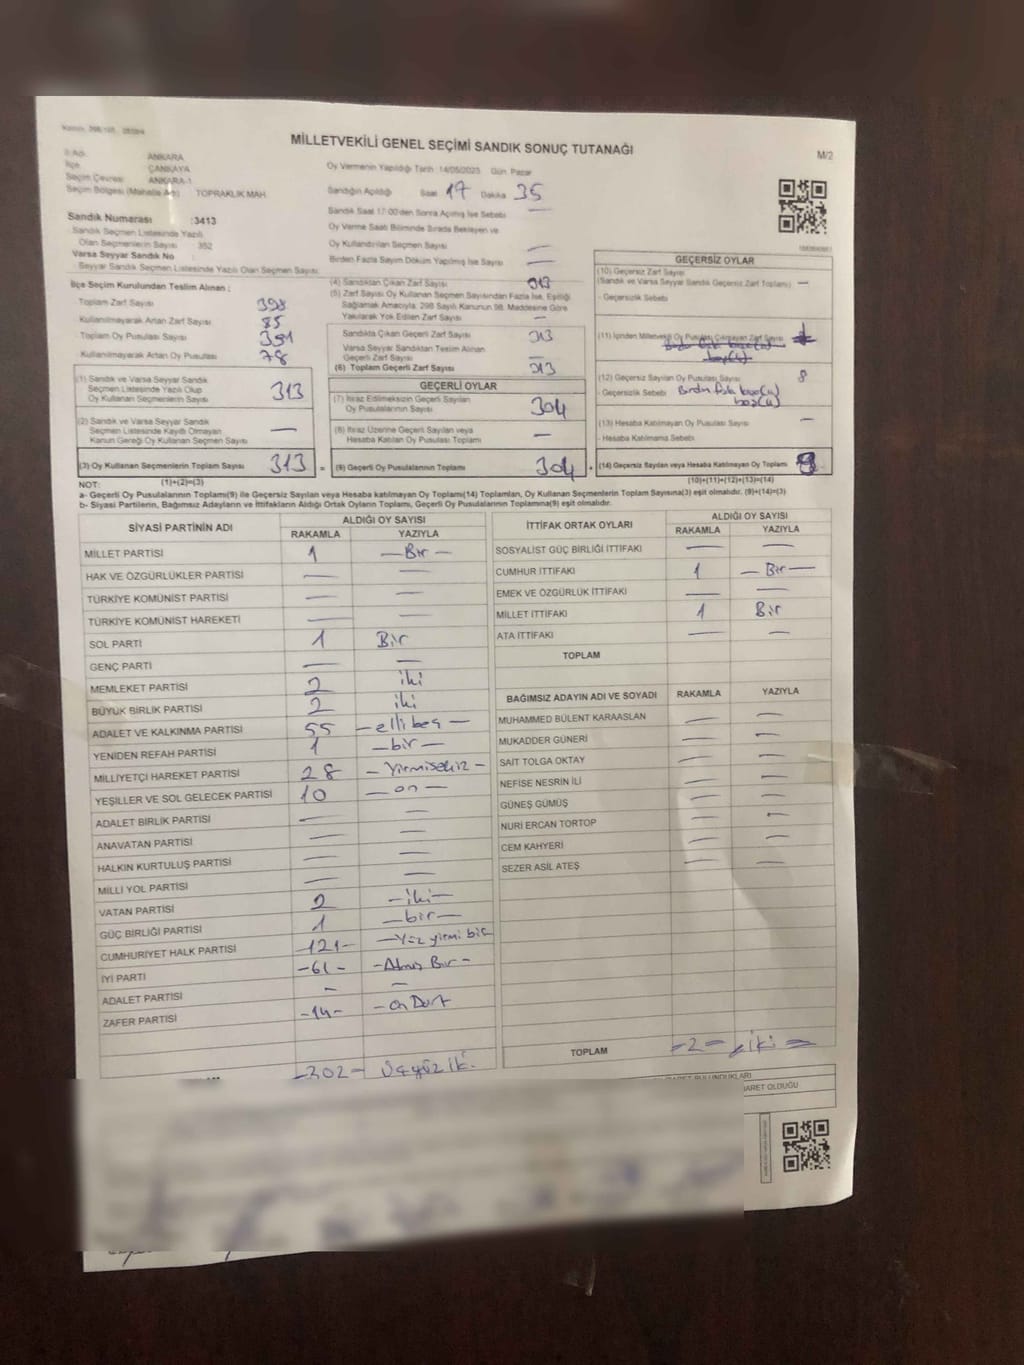 MİLLETVEKİLİ GENEL SEÇİMİ SANDIK SONUÇ TUTANAĞI
M/2
İl Adı ANKARA
İlçe ÇANKAYA
Seçim Çevresi ANKARA-1
Seçim Bölgesi (Mahalle Adı) TOPRAKLIK MAH.
Sandık Numarası :3413
Sandık Seçmen Listesinde Yazılı
Olan Seçmenlerin Sayısı 352
Varsa Seyyar Sandık No :
Seyyar Sandık Seçmen Listesinde Yazılı Olan Seçmen Sayısı:
Oy Vermenin Yapıldığı Tarih :14/05/2023 Gün Pazar
Sandığın Açıldığı Saat 17 Dakika 35
Sandık Saat 17:00'den Sonra Açılmış İse Sebebi —
Oy Verme Saati Bitiminde Sırada Bekleyen ve
Oy Kullandırılan Seçmen Sayısı —
Birden Fazla Sayım Döküm Yapılmış İse Sayısı —
İlçe Seçim Kurulundan Teslim Alınan :
Toplam Zarf Sayısı 398
Kullanılmayarak Artan Zarf Sayısı 85
Toplam Oy Pusulası Sayısı 391
Kullanılmayarak Artan Oy Pusulası 78
(1) Sandık ve Varsa Seyyar Sandık
Seçmen Listesinde Yazılı Olup
Oy Kullanan Seçmenlerin Sayısı 313
(2) Sandık ve Varsa Seyyar Sandık
Seçmen Listesinde Kaydı Olmayan
Kanun Gereği Oy Kullanan Seçmen Sayısı —
(3) Oy Kullanan Seçmenlerin Toplam Sayısı 313 =
(1)+(2)=(3)
(4) Sandıktan Çıkan Zarf Sayısı 313
(5) Zarf Sayısı Oy Kullanan Seçmen Sayısından Fazla İse, Eşitliği
Sağlamak Amacıyla; 298 Sayılı Kanunun 98. Maddesine Göre
Yakılarak Yok Edilen Zarf Sayısı —
Sandıkta Çıkan Geçerli Zarf Sayısı 313
Varsa Seyyar Sandıktan Teslim Alınan
Geçerli Zarf Sayısı —
(6) Toplam Geçerli Zarf Sayısı 313
GEÇERLİ OYLAR
(7) İtiraz Edilmeksizin Geçerli Sayılan
Oy Pusulalarının Sayısı 304
(8) İtiraz Üzerine Geçerli Sayılan veya
Hesaba Katılan Oy Pusulası Toplamı —
(9) Geçerli Oy Pusulalarının Toplamı 304 +
GEÇERSİZ OYLAR
(10) Geçersiz Zarf Sayısı
(Sandık ve Varsa Seyyar Sandık Geçersiz Zarf Toplamı) —
- Geçersizlik Sebebi
(11) İçinden Milletvekili Oy Pusulası Çıkmayan Zarf Sayısı
(12) Geçersiz Sayılan Oy Pusulası Sayısı 8
- Geçersizlik Sebebi
(13) Hesaba Katılmayan Oy Pusulası Sayısı —
- Hesaba Katılmama Sebebi
(14) Geçersiz Sayılan veya Hesaba Katılmayan Oy Toplamı 9
(10)+(11)+(12)+(13)=(14)
NOT:
a- Geçerli Oy Pusulalarının Toplamı(9) ile Geçersiz Sayılan veya Hesaba katılmayan Oy Toplamı(14) Toplamları, Oy Kullanan Seçmenlerin Toplam Sayısına(3) eşit olmalıdır. (9)+(14)=(3)
b- Siyasi Partilerin, Bağımsız Adayların ve İttifakların Aldığı Ortak Oyların Toplamı, Geçerli Oy Pusulalarının Toplamına(9) eşit olmalıdır.
SİYASİ PARTİNİN ADI ALDIĞI OY SAYISI
RAKAMLA YAZIYLA
MİLLET PARTİSİ 1 —Bir—
HAK VE ÖZGÜRLÜKLER PARTİSİ — —
TÜRKİYE KOMÜNİST PARTİSİ — —
TÜRKİYE KOMÜNİST HAREKETİ — —
SOL PARTİ 1 Bir
GENÇ PARTİ — —
MEMLEKET PARTİSİ 2 iki
BÜYÜK BİRLİK PARTİSİ 2 iki
ADALET VE KALKINMA PARTİSİ 55 —elli beş—
YENİDEN REFAH PARTİSİ 1 —bir—
MİLLİYETÇİ HAREKET PARTİSİ 28 —Yirmisekiz—
YEŞİLLER VE SOL GELECEK PARTİSİ 10 —on—
ADALET BİRLİK PARTİSİ — —
ANAVATAN PARTİSİ — —
HALKIN KURTULUŞ PARTİSİ — —
MİLLİ YOL PARTİSİ — —
VATAN PARTİSİ 2 —iki—
GÜÇ BİRLİĞİ PARTİSİ 1 —bir—
CUMHURİYET HALK PARTİSİ -121- —Yüz yirmi bir
İYİ PARTİ -61- -Atmış Bir-
ADALET PARTİSİ — —
ZAFER PARTİSİ -14- -On Dört
-302- Üçyüz iki
İTTİFAK ORTAK OYLARI ALDIĞI OY SAYISI
RAKAMLA YAZIYLA
SOSYALİST GÜÇ BİRLİĞİ İTTİFAKI — —
CUMHUR İTTİFAKI 1 —Bir—
EMEK VE ÖZGÜRLÜK İTTİFAKI — —
MİLLET İTTİFAKI 1 Bir
ATA İTTİFAKI — —
TOPLAM
BAĞIMSIZ ADAYIN ADI VE SOYADI RAKAMLA YAZIYLA
MUHAMMED BÜLENT KARAASLAN — —
MUKADDER GÜNERİ — —
SAİT TOLGA OKTAY — —
NEFİSE NESRİN İLİ — —
GÜNEŞ GÜMÜŞ — —
NURİ ERCAN TORTOP — —
CEM KAHYERİ — —
SEZER ASİL ATEŞ — —
TOPLAM -2- iki